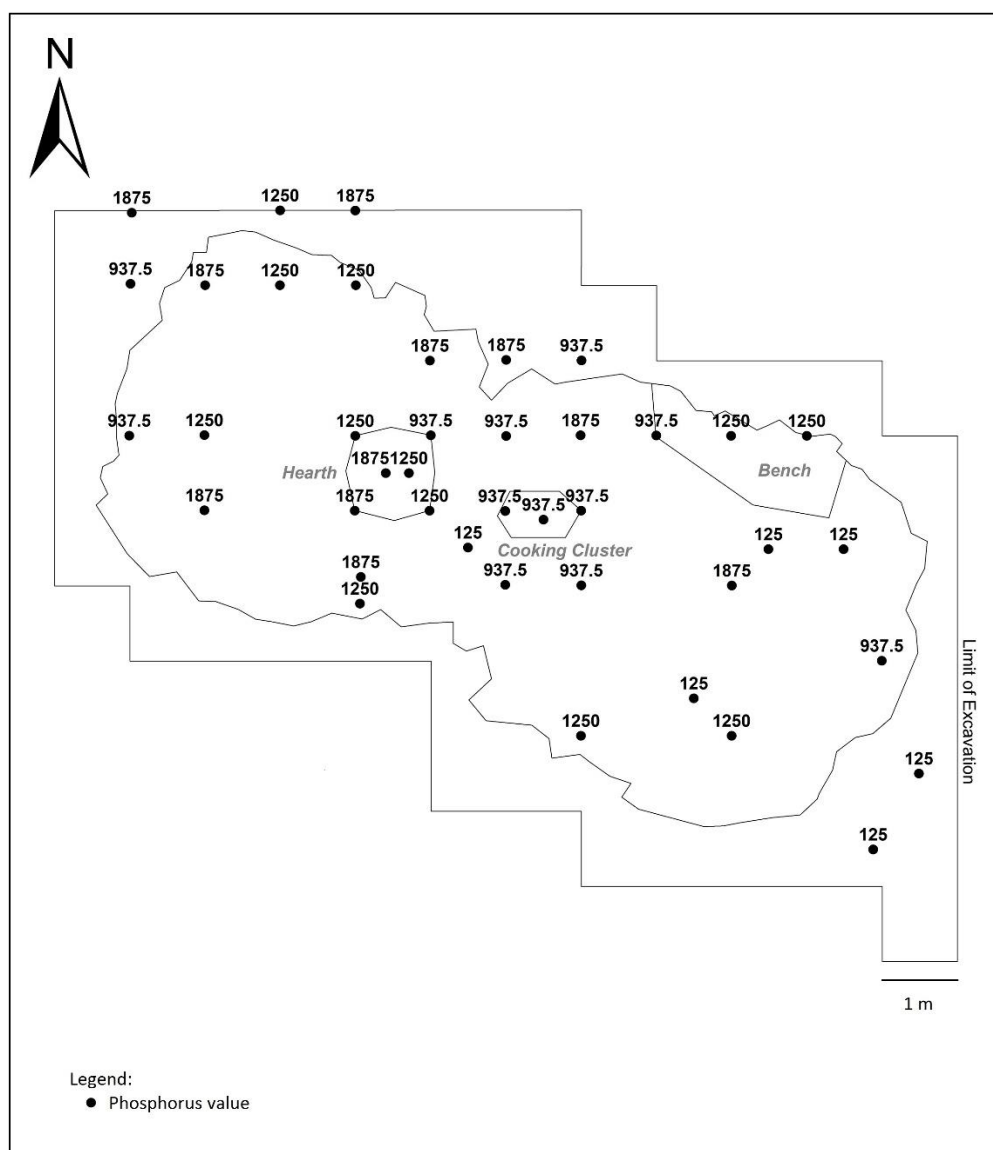 N
1875 1250 1875
937.5 1875 1250 1250
1875 1875 937.5
937.5 1250 1250 937.5 937.5 1875 937.5 1250 1250
Hearth 1875 1250 Bench
1875 1875 1250 937.5 937.5 937.5
125 Cooking Cluster 125 125
1875 937.5 937.5 1875
1250
937.5
125
1250 1250
125
125
Limit of Excavation
1 m
Legend:
Phosphorus value